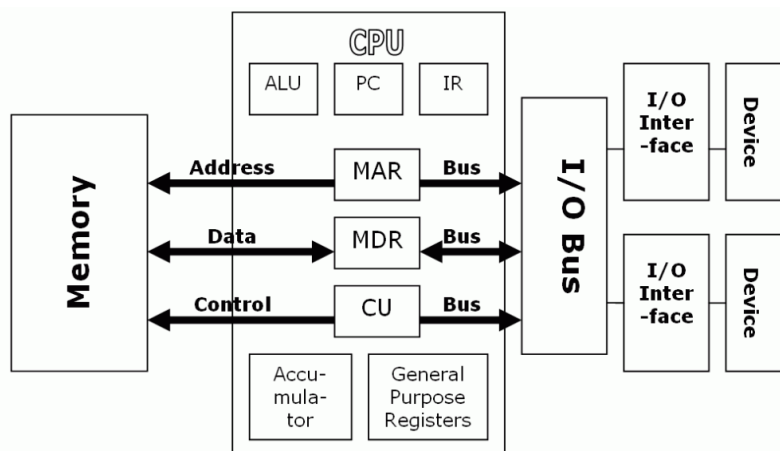 CPU
ALU
PC
IR
Memory
Address
MAR
Bus
Data
MDR
Bus
Control
CU
Bus
Accu-
mula-
tor
General
Purpose
Registers
I/O Bus
I/O
Inter
-face
Device
I/O
Inter
-face
Device